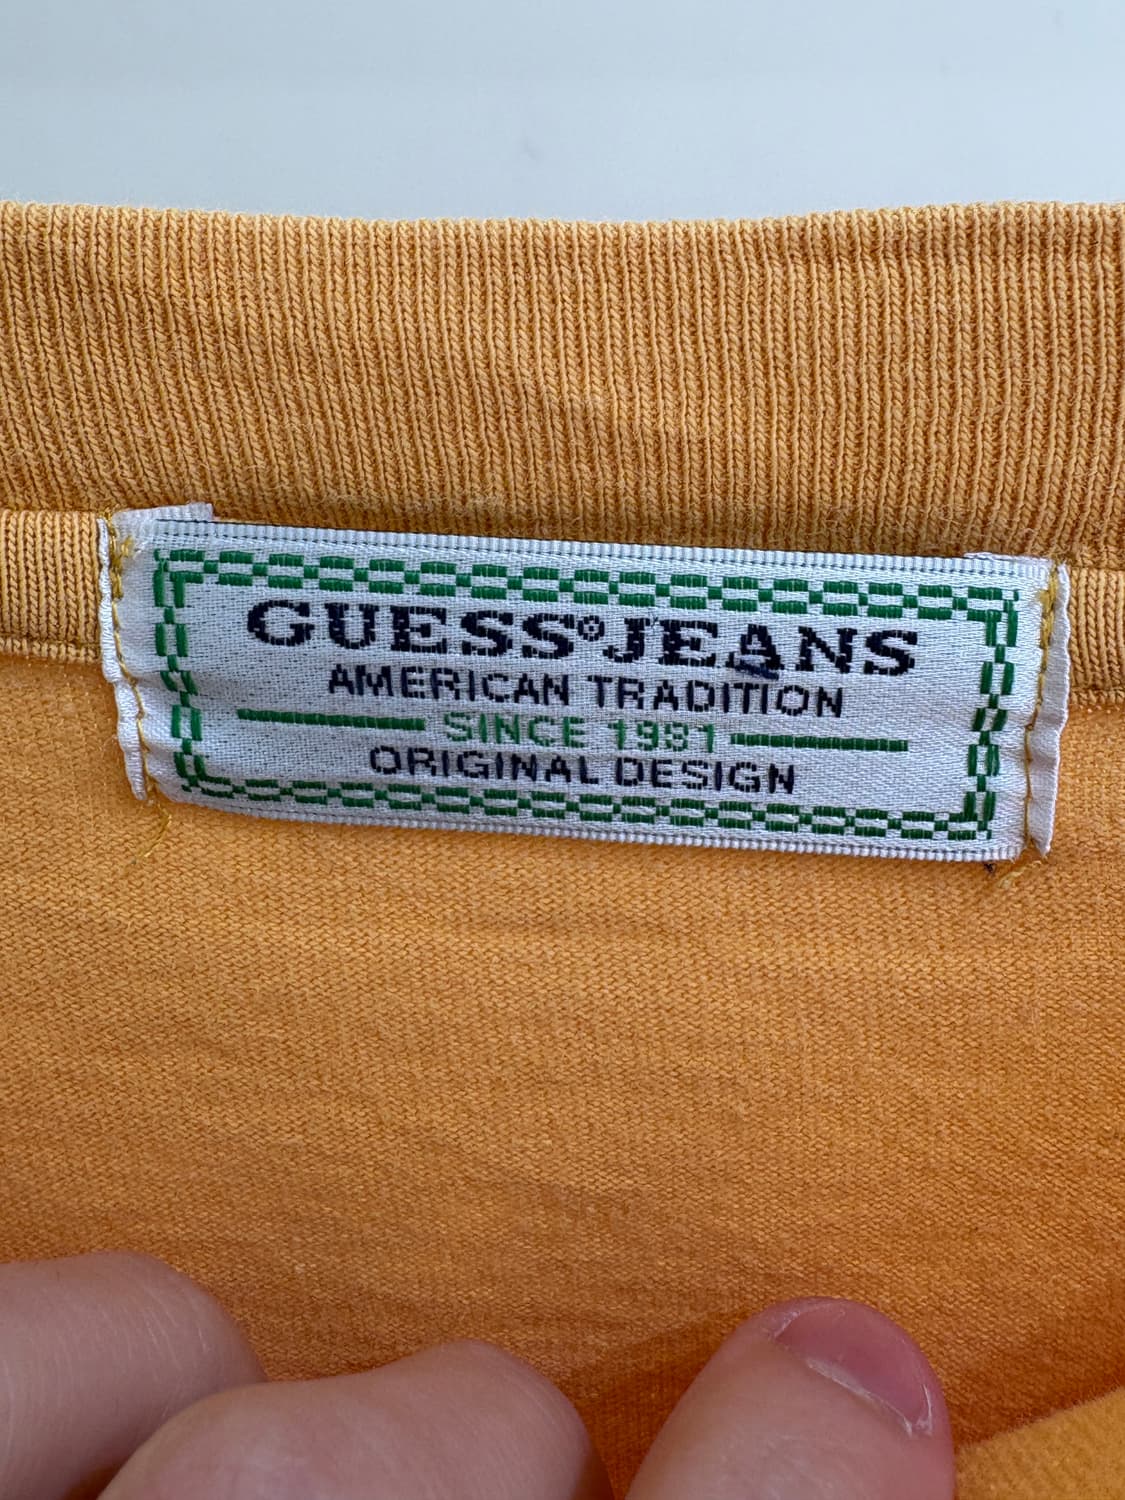 GUESS® JEANS
AMERICAN TRADITION
SINCE 1981
ORIGINAL DESIGN